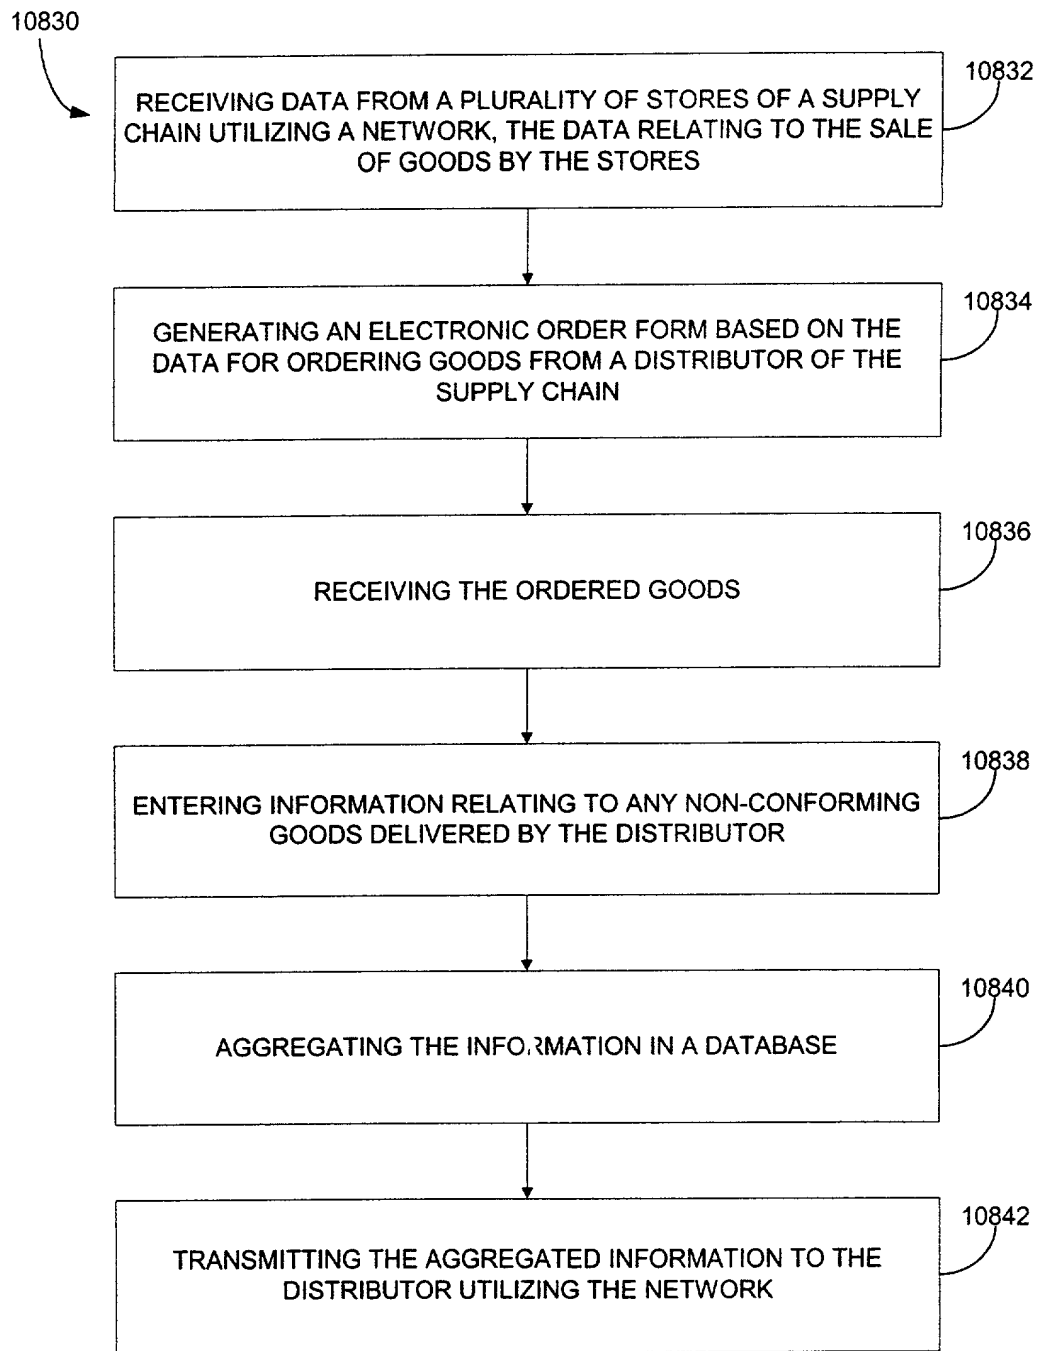 10830
10832
RECEIVING DATA FROM A PLURALITY OF STORES OF A SUPPLY
CHAIN UTILIZING A NETWORK, THE DATA RELATING TO THE SALE
OF GOODS BY THE STORES
10834
GENERATING AN ELECTRONIC ORDER FORM BASED ON THE
DATA FOR ORDERING GOODS FROM A DISTRIBUTOR OF THE
SUPPLY CHAIN
10836
RECEIVING THE ORDERED GOODS
10838
ENTERING INFORMATION RELATING TO ANY NON-CONFORMING
GOODS DELIVERED BY THE DISTRIBUTOR
10840
AGGREGATING THE INFORMATION IN A DATABASE
10842
TRANSMITTING THE AGGREGATED INFORMATION TO THE
DISTRIBUTOR UTILIZING THE NETWORK